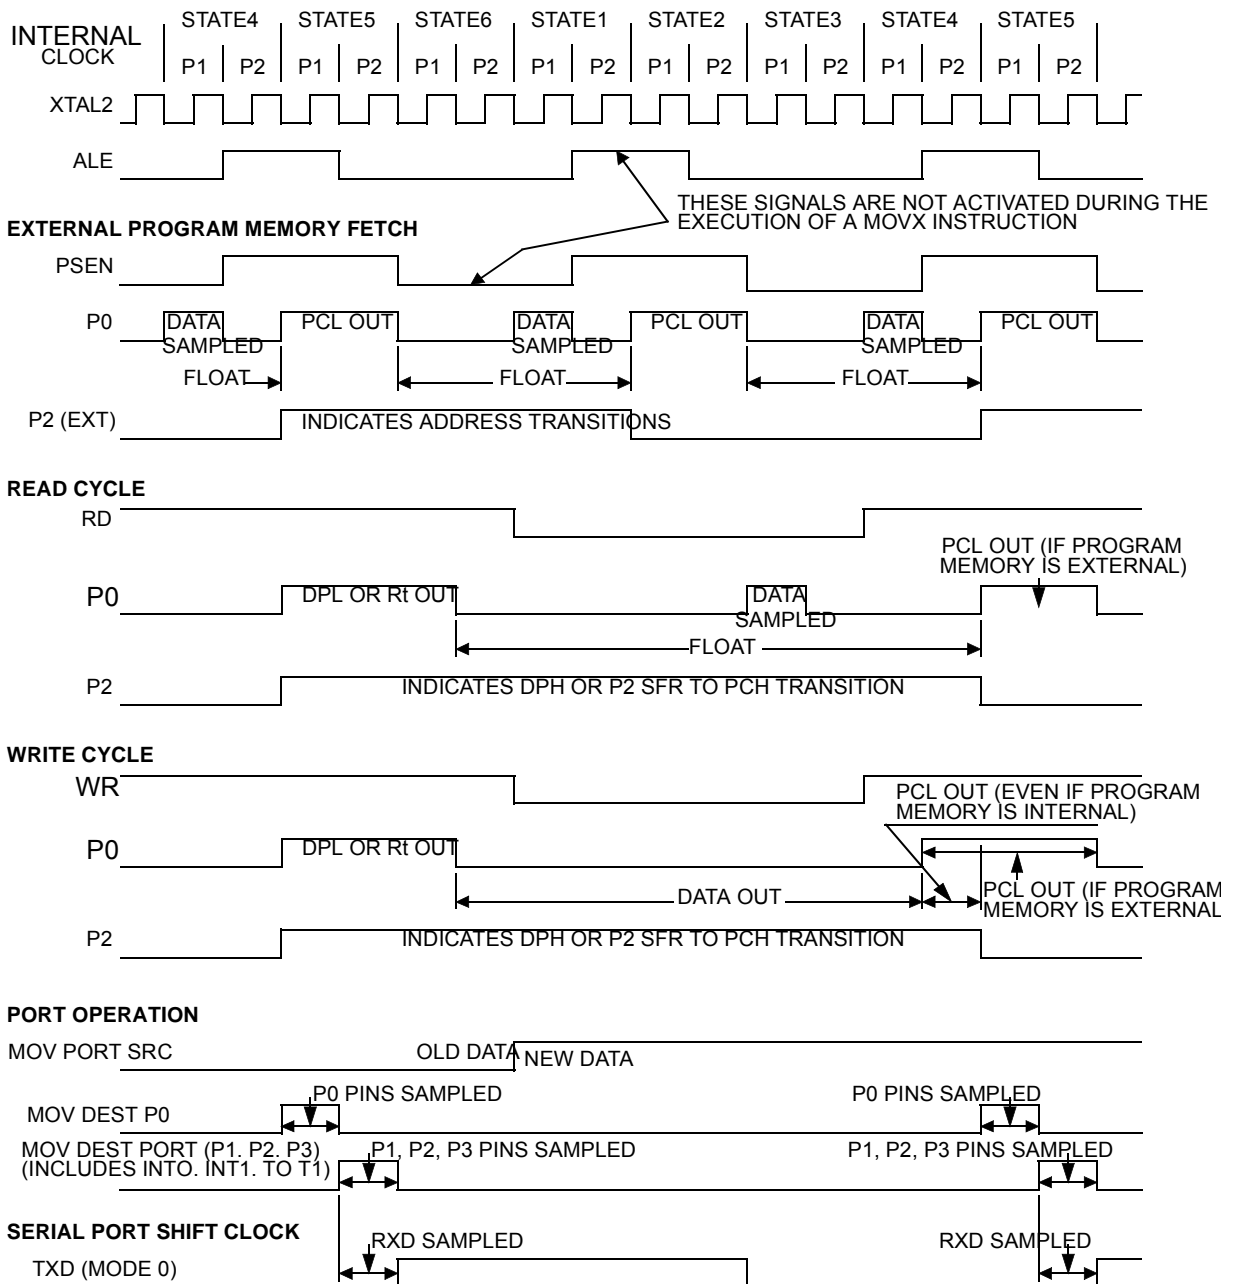 INTERNAL
CLOCK
STATE4 STATE5 STATE6 STATE1 STATE2 STATE3 STATE4 STATE5
P1 P2 P1 P2 P1 P2 P1 P2 P1 P2 P1 P2 P1 P2 P1 P2
XTAL2
ALE
THESE SIGNALS ARE NOT ACTIVATED DURING THE
EXECUTION OF A MOVX INSTRUCTION
EXTERNAL PROGRAM MEMORY FETCH
PSEN
P0 DATA PCL OUT DATA PCL OUT DATA PCL OUT
SAMPLED SAMPLED SAMPLED
FLOAT FLOAT FLOAT
P2 (EXT) INDICATES ADDRESS TRANSITIONS
READ CYCLE
RD
PCL OUT (IF PROGRAM
MEMORY IS EXTERNAL)
P0 DPL OR Rt OUT DATA
SAMPLED
FLOAT
P2 INDICATES DPH OR P2 SFR TO PCH TRANSITION
WRITE CYCLE
WR
PCL OUT (EVEN IF PROGRAM
MEMORY IS INTERNAL)
P0 DPL OR Rt OUT
DATA OUT
PCL OUT (IF PROGRAM
MEMORY IS EXTERNAL
P2 INDICATES DPH OR P2 SFR TO PCH TRANSITION
PORT OPERATION
MOV PORT SRC OLD DATA NEW DATA
P0 PINS SAMPLED P0 PINS SAMPLED
MOV DEST P0
MOV DEST PORT (P1. P2. P3) P1, P2, P3 PINS SAMPLED P1, P2, P3 PINS SAMPLED
(INCLUDES INTO. INT1. TO T1)
SERIAL PORT SHIFT CLOCK
RXD SAMPLED RXD SAMPLED
TXD (MODE 0)